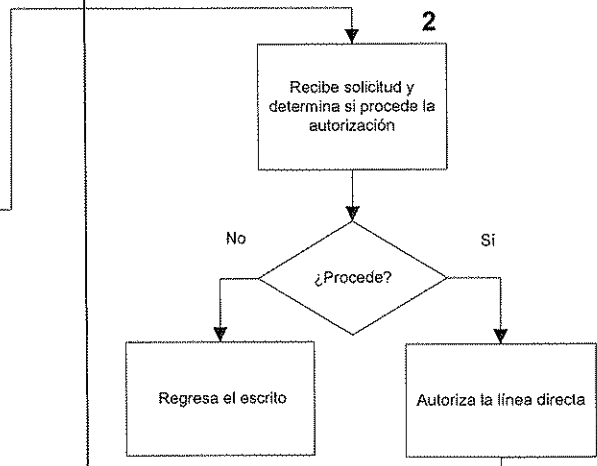 2
Recibe solicitud y
determina si procede la
autorización
No
Sí
¿Procede?
Regresa el escrito
Autoriza la línea directa